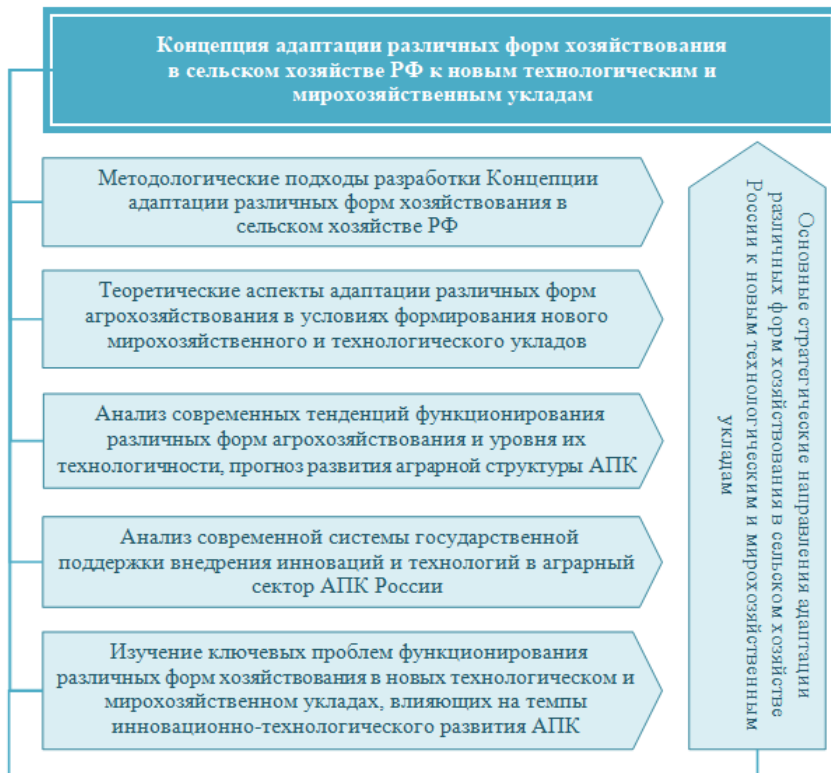 Концепция адаптации различных форм хозяйствования
в сельском хозяйстве РФ к новым технологическим и
мирохозяйственным укладам
Методологические подходы разработки Концепции
адаптации различных форм хозяйствования в
сельском хозяйстве РФ
Теоретические аспекты адаптации различных форм
агрохозяйствования в условиях формирования нового
мирохозяйственного и технологического укладов
Анализ современных тенденций функционирования
различных форм агрохозяйствования и уровня их
технологичности, прогноз развития аграрной структуры АПК
Анализ современной системы государственной
поддержки внедрения инноваций и технологий в аграрный
сектор АПК России
Изучение ключевых проблем функционирования
различных форм хозяйствования в новых технологическом и
мирохозяйственном укладах, влияющих на темпы
инновационно-технологического развития АПК
Основные стратегические направления адаптации
различных форм хозяйствования в сельском хозяйстве
России к новым технологическим и мирохозяйственным
укладам